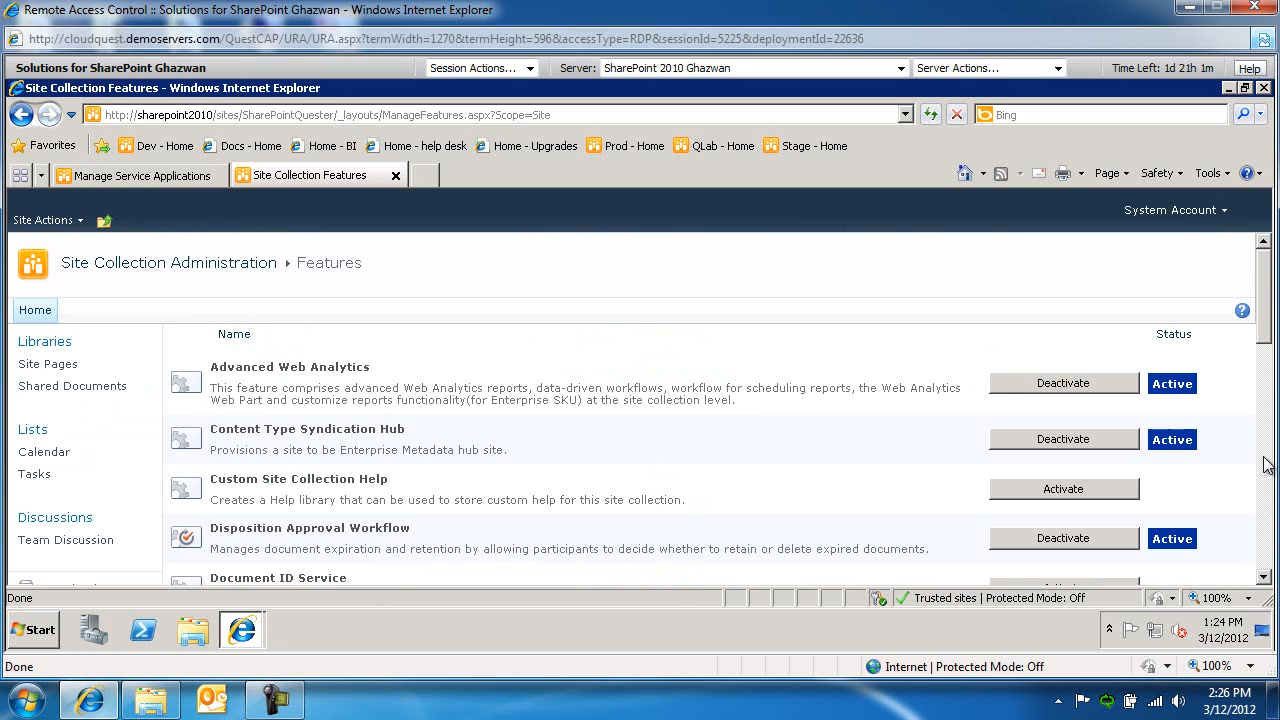 Remote Access Control :: Solutions for SharePoint Ghazwan - Windows Internet Explorer
http://cloudquest.demoservers.com/QuestCAP/URA/URA.aspx?termWidth=1270&termHeight=596&accessType=RDP&sessionId=5225&deploymentId=22636
Solutions for SharePoint Ghazwan Session Actions... Server: SharePoint 2010 Ghazwan Server Actions... Time Left: 1d 21h 1m Help
Site Collection Features - Windows Internet Explorer
http://sharepoint2010/sites/SharePointQuester/_layouts/ManageFeatures.aspx?Scope=Site Bing
Favorites Dev - Home Docs - Home Home - BI Home - help desk Home - Upgrades Prod - Home QLab - Home Stage - Home
Manage Service Applications Site Collection Features Page Safety Tools
Site Actions System Account
Site Collection Administration Features
Home
Libraries
Site Pages
Shared Documents
Lists
Calendar
Tasks
Discussions
Team Discussion
Name Status
Advanced Web Analytics
This feature comprises advanced Web Analytics reports, data-driven workflows, workflow for scheduling reports, the Web Analytics
Web Part and customize reports functionality(for Enterprise SKU) at the site collection level.
Deactivate Active
Content Type Syndication Hub
Provisions a site to be Enterprise Metadata hub site.
Deactivate Active
Custom Site Collection Help
Creates a Help library that can be used to store custom help for this site collection.
Activate
Disposition Approval Workflow
Manages document expiration and retention by allowing participants to decide whether to retain or delete expired documents.
Deactivate Active
Document ID Service
Done Trusted sites | Protected Mode: Off 100%
Start 1:24 PM
3/12/2012
Done Internet | Protected Mode: Off 100%
2:26 PM
3/12/2012